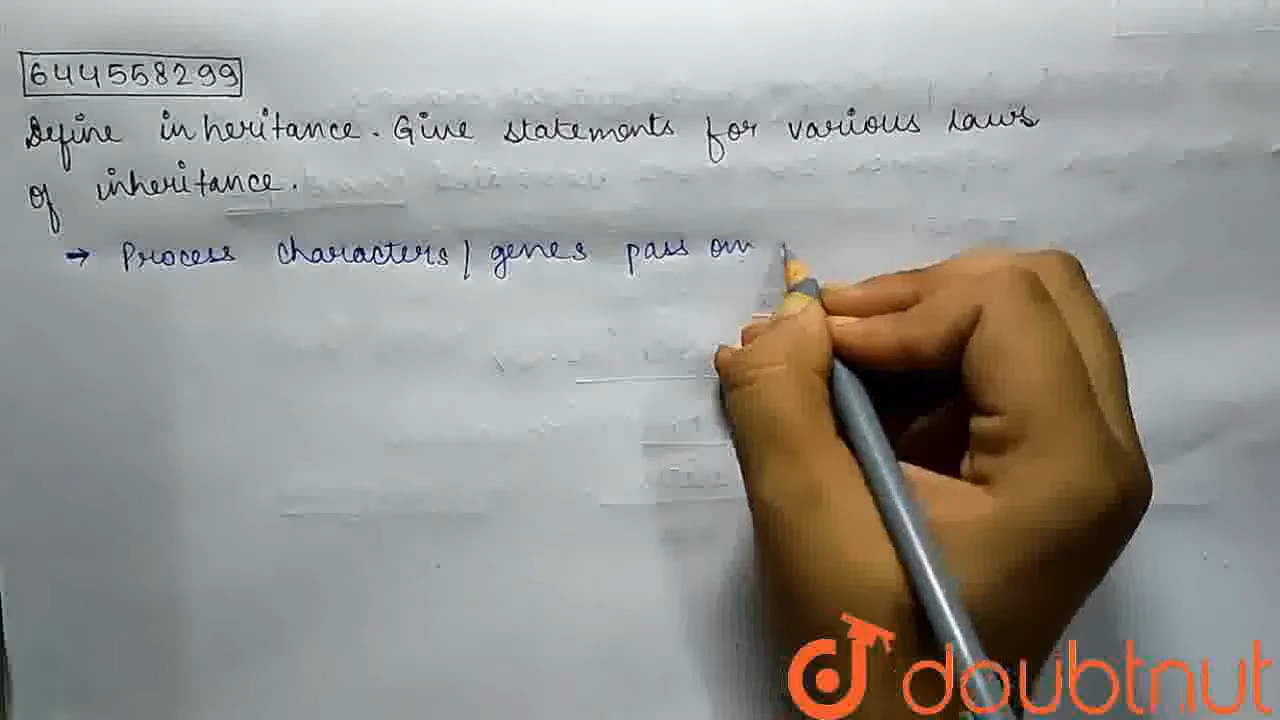 644558299
Define inheritance. Give statements for various laws
of inheritance.
→ Process characters/genes pass on
doubtnut